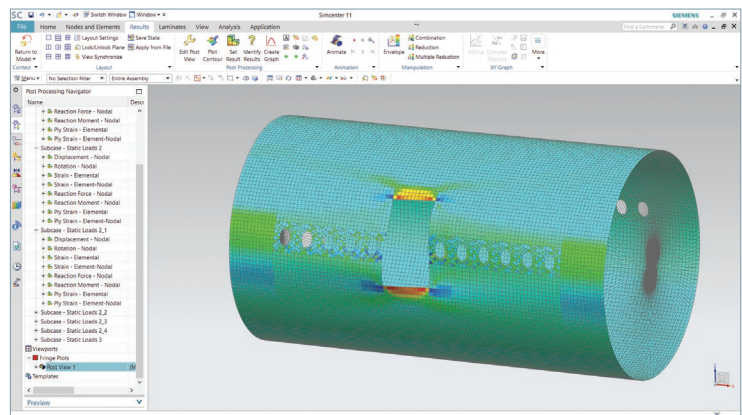 SC Switch Window Window Simcenter 11 SIEMENS
File Home Nodes and Elements Results Laminates View Analysis Application Find a Command
Return to Model
Layout Settings Save State
Lock/Unlock Plane Apply from File
View Synchronize
Edit Post View
Plot Contour
Set Result
Identify Results
Create Graph
Animate
Envelope
Combination
Reduction
Multiple Reduction
More
Context Layout Post Processing Animation Manipulation XY Graph
Menu No Selection Filter Entire Assembly
Post Processing Navigator
Name Descr
+ Reaction Force - Nodal
+ Reaction Moment - Nodal
+ Ply Strain - Elemental
+ Ply Strain - Element-Nodal
- Subcase - Static Loads 2
+ Displacement - Nodal
+ Rotation - Nodal
+ Strain - Elemental
+ Strain - Element-Nodal
+ Reaction Force - Nodal
+ Reaction Moment - Nodal
+ Ply Strain - Elemental
+ Ply Strain - Element-Nodal
- Subcase - Static Loads 2_1
+ Displacement - Nodal
+ Rotation - Nodal
+ Strain - Elemental
+ Strain - Element-Nodal
+ Reaction Force - Nodal
+ Reaction Moment - Nodal
+ Ply Strain - Elemental
+ Ply Strain - Element-Nodal
+ Subcase - Static Loads 2_2
+ Subcase - Static Loads 2_3
+ Subcase - Static Loads 2_4
+ Subcase - Static Loads 3
Viewports
- Fringe Plots
+ Post View 1 (M
Templates
Preview